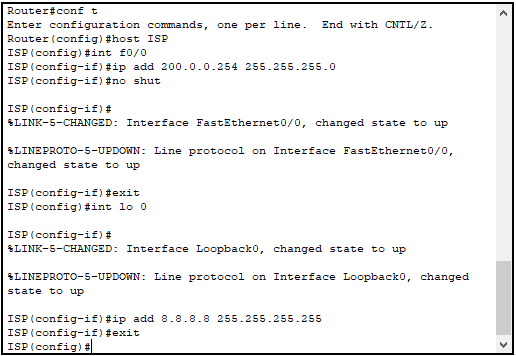 Router#conf t
Enter configuration commands, one per line.  End with CNTL/Z.
Router(config)#host ISP
ISP(config)#int f0/0
ISP(config-if)#ip add 200.0.0.254 255.255.255.0
ISP(config-if)#no shut
ISP(config-if)#
%LINK-5-CHANGED: Interface FastEthernet0/0, changed state to up
%LINEPROTO-5-UPDOWN: Line protocol on Interface FastEthernet0/0,
changed state to up
ISP(config-if)#exit
ISP(config)#int lo 0
ISP(config-if)#
%LINK-5-CHANGED: Interface Loopback0, changed state to up
%LINEPROTO-5-UPDOWN: Line protocol on Interface Loopback0, changed
state to up
ISP(config-if)#ip add 8.8.8.8 255.255.255.255
ISP(config-if)#exit
ISP(config)#